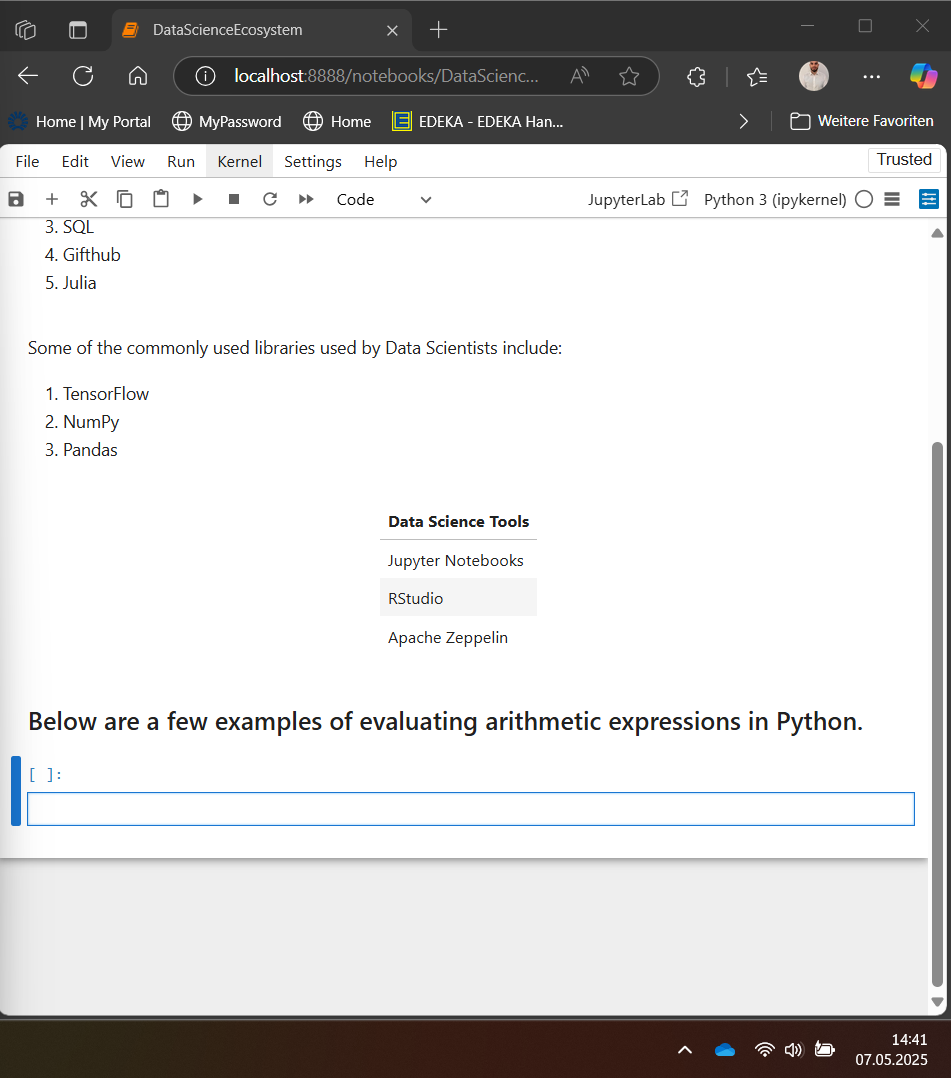 DataScienceEcosystem
localhost:8888/notebooks/DataScienc...
Home | My Portal
MyPassword
Home
EDEKA - EDEKA Han...
Weitere Favoriten
File Edit View Run Kernel Settings Help
Trusted
Code
JupyterLab
Python 3 (ipykernel)
3. SQL
4. Gifthub
5. Julia
Some of the commonly used libraries used by Data Scientists include:
1. TensorFlow
2. NumPy
3. Pandas
Data Science Tools
Jupyter Notebooks
RStudio
Apache Zeppelin
Below are a few examples of evaluating arithmetic expressions in Python.
[ ]:
14:41
07.05.2025